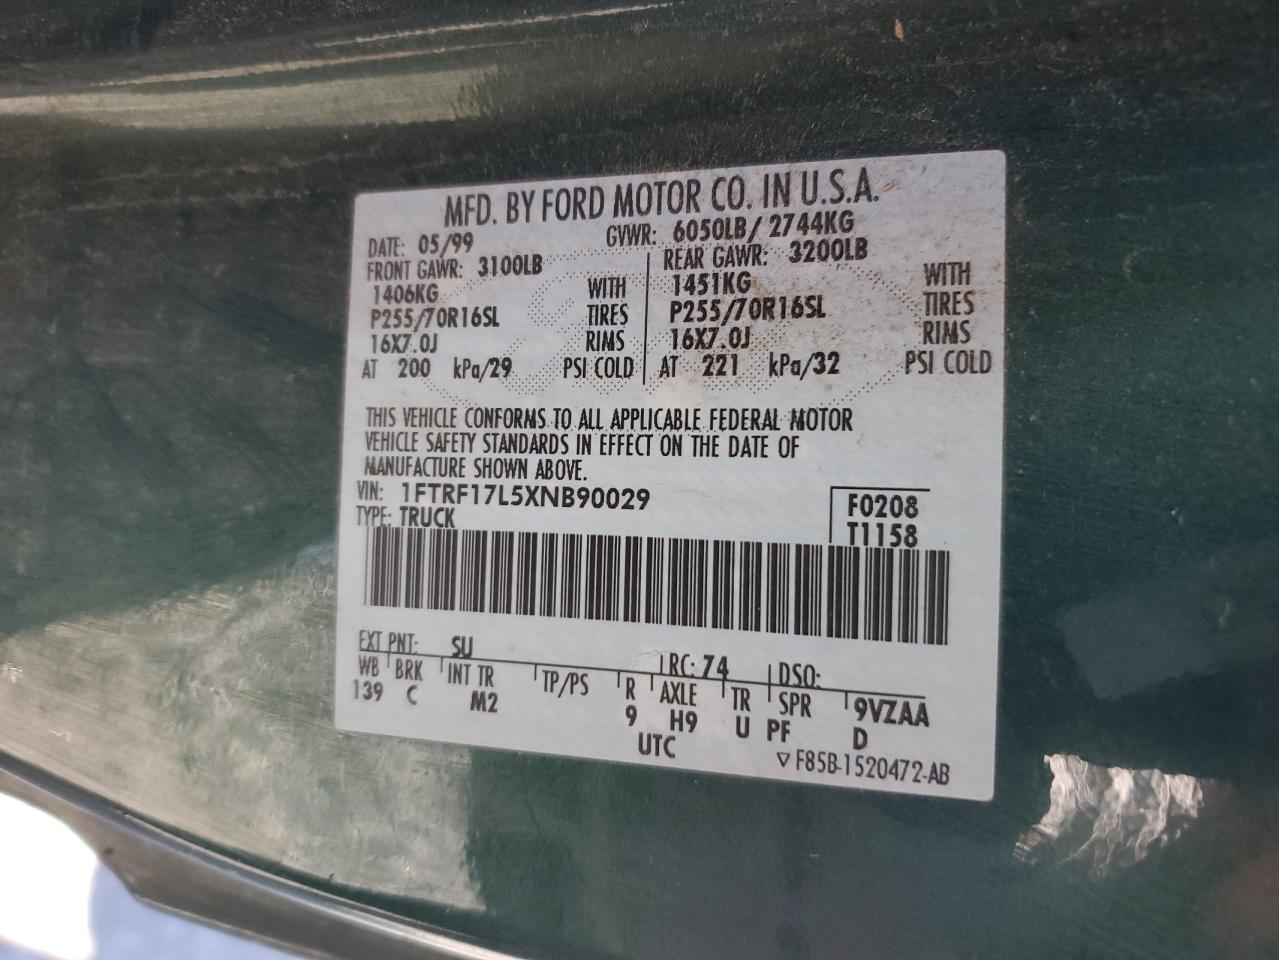 MFD. BY FORD MOTOR CO. IN U.S.A.
DATE: 05/99 GVWR: 6050LB/ 2744KG
FRONT GAWR: 3100LB REAR GAWR: 3200LB
1406KG WITH 1451KG WITH
P255/70R16SL TIRES P255/70R16SL TIRES
16X7.0J RIMS 16X7.0J RIMS
AT 200 kPa/29 PSI COLD AT 221 kPa/32 PSI COLD
THIS VEHICLE CONFORMS TO ALL APPLICABLE FEDERAL MOTOR
VEHICLE SAFETY STANDARDS IN EFFECT ON THE DATE OF
MANUFACTURE SHOWN ABOVE.
VIN: 1FTRF17L5XNB90029 F0208
TYPE: TRUCK T1158
EXT PNT: SU RC: 74 DSO:
WB BRK INT TR TP/PS R AXLE TR SPR 9VZAA
139 C M2 9 H9 U PF D
UTC
▽ F85B-1520472-AB